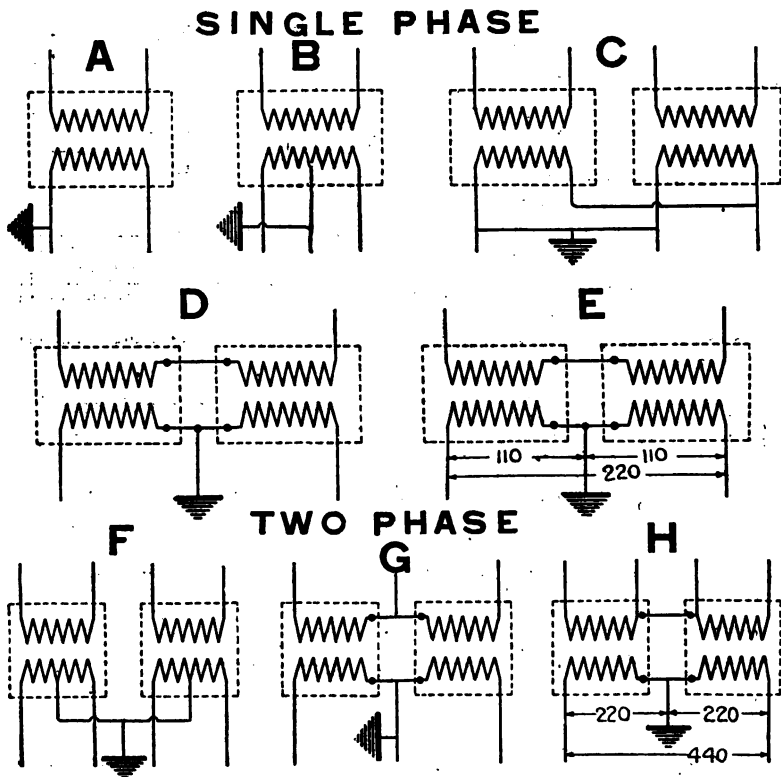 SINGLE PHASE
A B C
D E
110 110
220
TWO PHASE
F G H
220 220
440